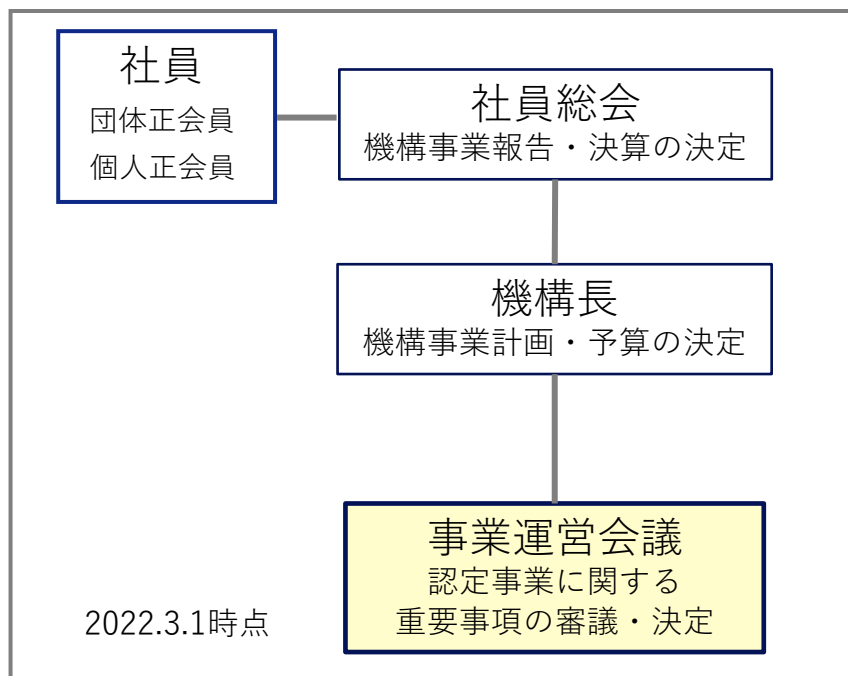 社員
団体正会員
個人正会員
社員総会
機構事業報告・決算の決定
機構長
機構事業計画・予算の決定
事業運営会議
認定事業に関する
重要事項の審議・決定
2022.3.1時点